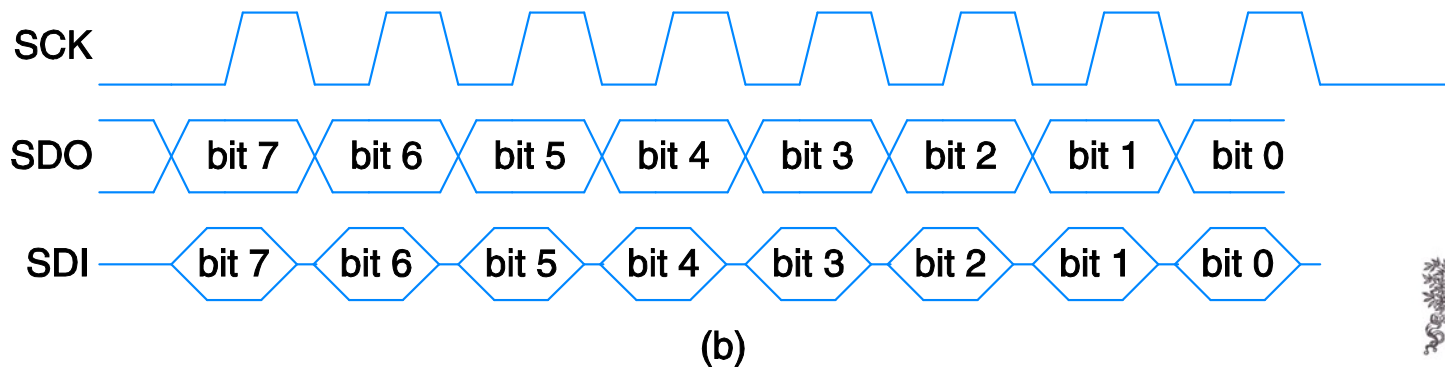 SCK
SDO bit 7 bit 6 bit 5 bit 4 bit 3 bit 2 bit 1 bit 0
SDI bit 7 bit 6 bit 5 bit 4 bit 3 bit 2 bit 1 bit 0
(b)